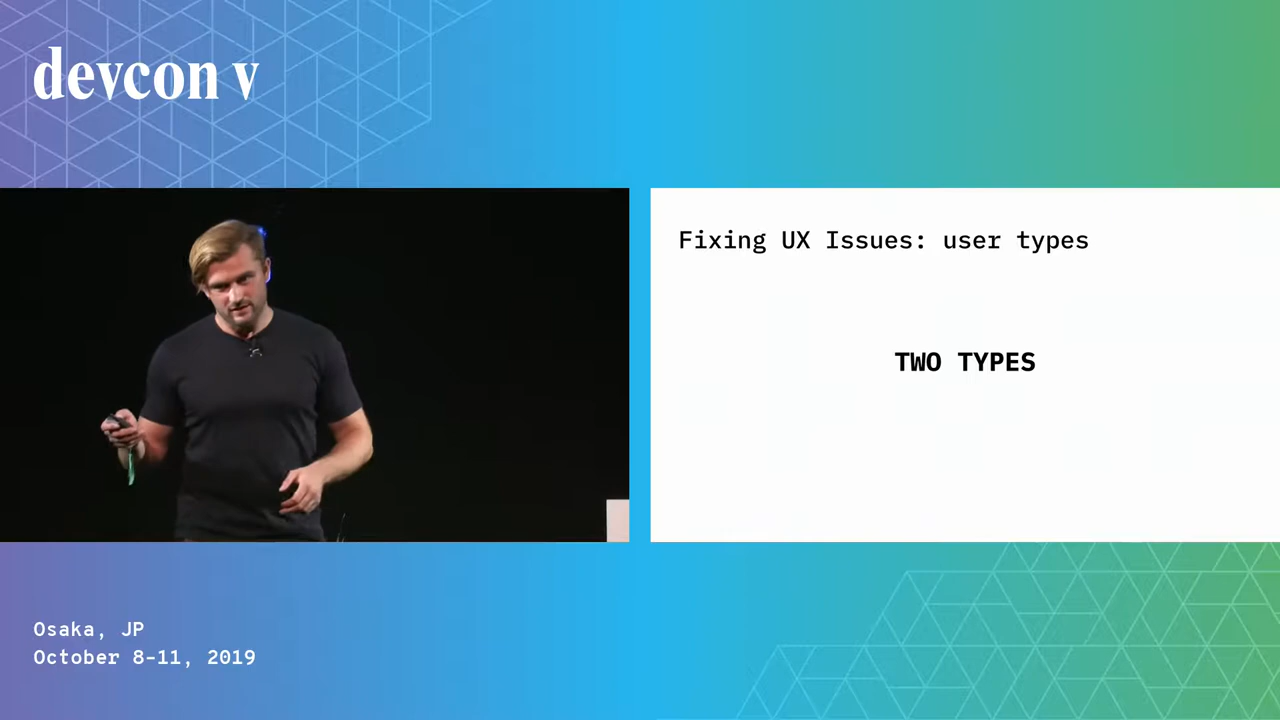 devcon v
Fixing UX Issues: user types
TWO TYPES
Osaka, JP
October 8-11, 2019